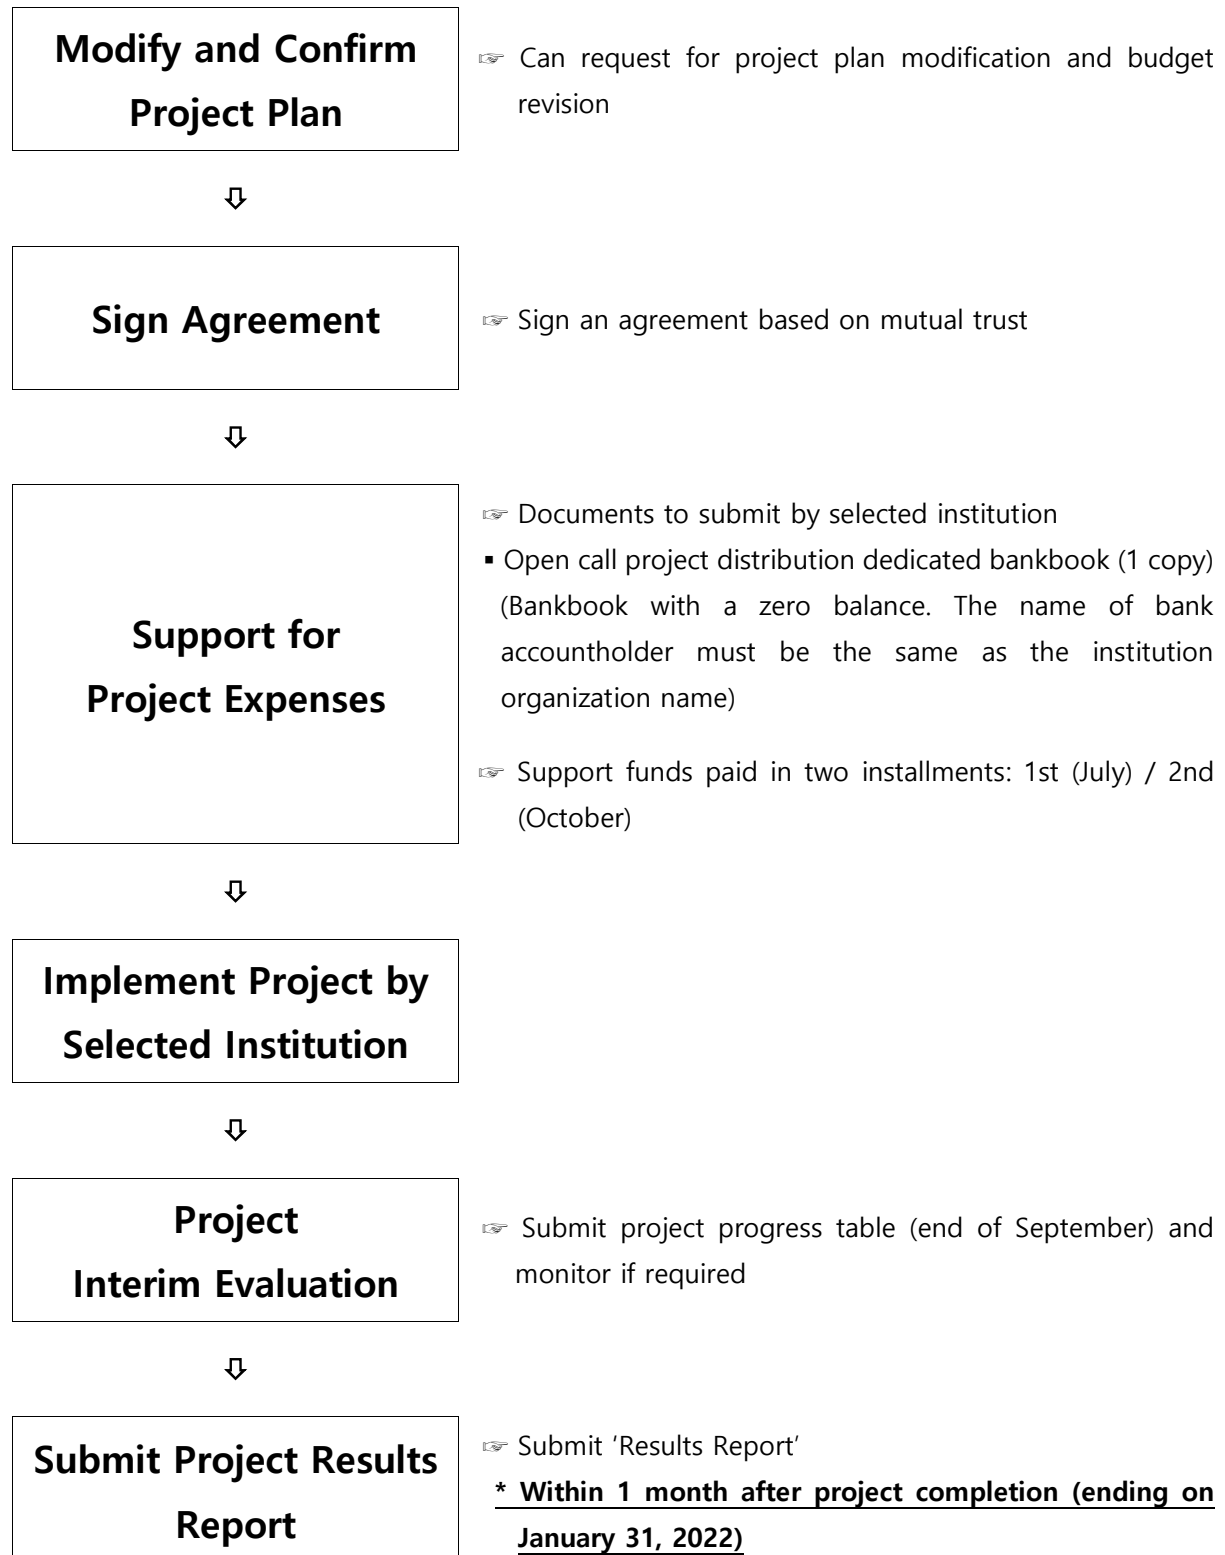 Modify and Confirm
Project Plan
☞ Can request for project plan modification and budget
revision
⇩
Sign Agreement
☞ Sign an agreement based on mutual trust
⇩
Support for
Project Expenses
☞ Documents to submit by selected institution
▪ Open call project distribution dedicated bankbook (1 copy)
(Bankbook with a zero balance. The name of bank
accountholder must be the same as the institution
organization name)
☞ Support funds paid in two installments: 1st (July) / 2nd
(October)
⇩
Implement Project by
Selected Institution
⇩
Project
Interim Evaluation
☞ Submit project progress table (end of September) and
monitor if required
⇩
Submit Project Results
Report
☞ Submit ‘Results Report’
* Within 1 month after project completion (ending on
January 31, 2022)